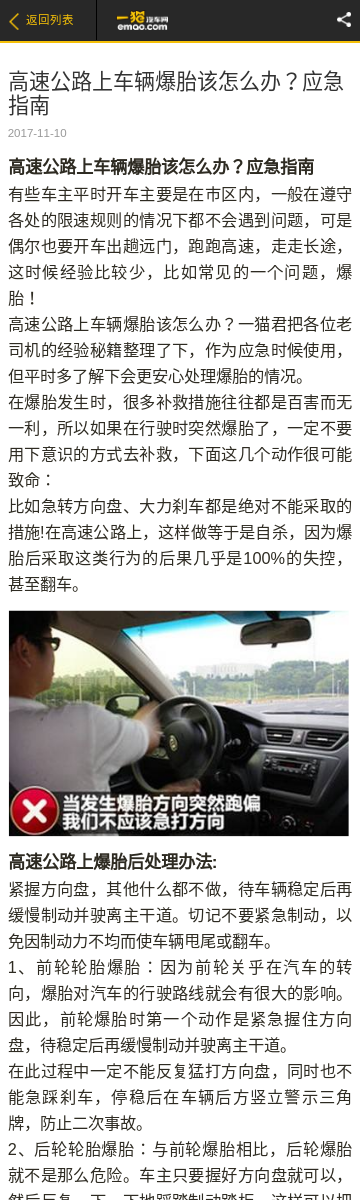 返回列表
一猫汽车网
emao.com
高速公路上车辆爆胎该怎么办？应急
指南
2017-11-10
高速公路上车辆爆胎该怎么办？应急指南
有些车主平时开车主要是在市区内，一般在遵守
各处的限速规则的情况下都不会遇到问题，可是
偶尔也要开车出趟远门，跑跑高速，走走长途，
这时候经验比较少，比如常见的一个问题，爆
胎！
高速公路上车辆爆胎该怎么办？一猫君把各位老
司机的经验秘籍整理了下，作为应急时候使用，
但平时多了解下会更安心处理爆胎的情况。
在爆胎发生时，很多补救措施往往都是百害而无
一利，所以如果在行驶时突然爆胎了，一定不要
用下意识的方式去补救，下面这几个动作很可能
致命：
比如急转方向盘、大力刹车都是绝对不能采取的
措施!在高速公路上，这样做等于是自杀，因为爆
胎后采取这类行为的后果几乎是100%的失控，
甚至翻车。
当发生爆胎方向突然跑偏
我们不应该急打方向
高速公路上爆胎后处理办法:
紧握方向盘，其他什么都不做，待车辆稳定后再
缓慢制动并驶离主干道。切记不要紧急制动，以
免因制动力不均而使车辆甩尾或翻车。
1、前轮轮胎爆胎：因为前轮关乎在汽车的转
向，爆胎对汽车的行驶路线就会有很大的影响。
因此，前轮爆胎时第一个动作是紧急握住方向
盘，待稳定后再缓慢制动并驶离主干道。
在此过程中一定不能反复猛打方向盘，同时也不
能急踩刹车，停稳后在车辆后方竖立警示三角
牌，防止二次事故。
2、后轮轮胎爆胎：与前轮爆胎相比，后轮爆胎
就不是那么危险。车主只要握好方向盘就可以，